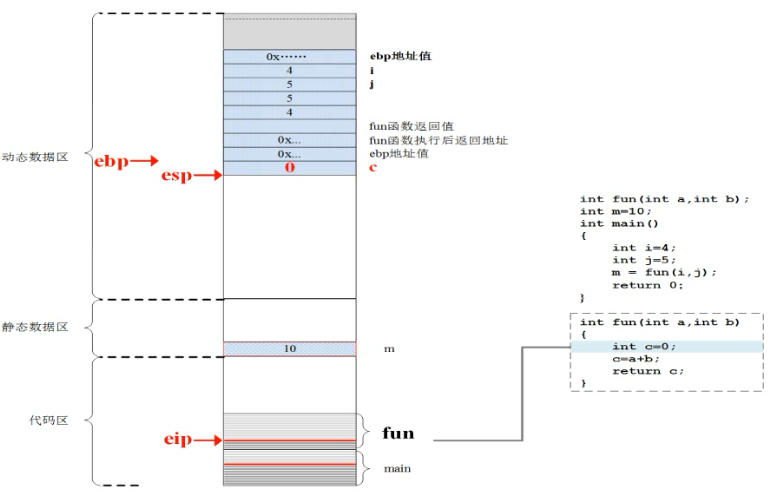 0x······ ebp地址值
4 i
5 j
5
4
fun函数返回值
0x... fun函数执行后返回地址
0x... ebp地址值
0 c
动态数据区
ebp
esp
静态数据区
10 m
代码区
eip
fun
main
int fun(int a,int b);
int m=10;
int main()
{
int i=4;
int j=5;
m = fun(i,j);
return 0;
}
int fun(int a,int b)
{
int c=0;
c=a+b;
return c;
}